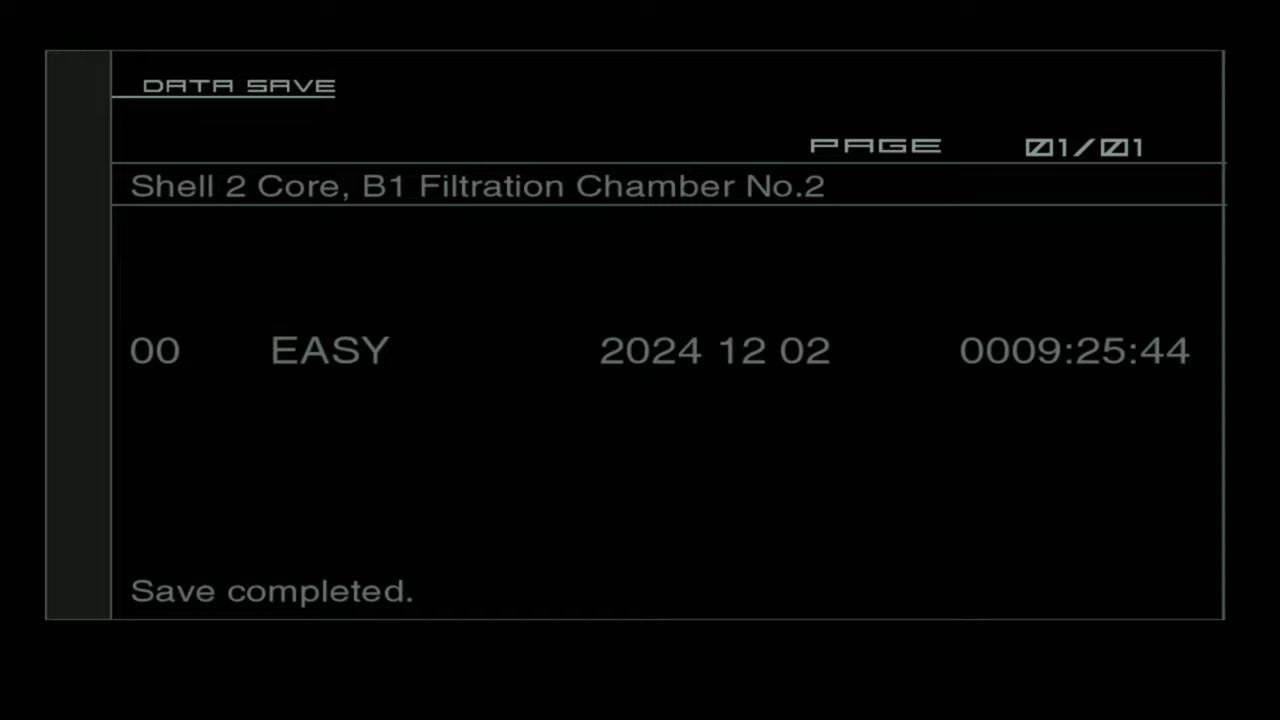 DATA SAVE
PAGE 01/01
Shell 2 Core, B1 Filtration Chamber No.2
00 EASY 2024 12 02 0009:25:44
Save completed.